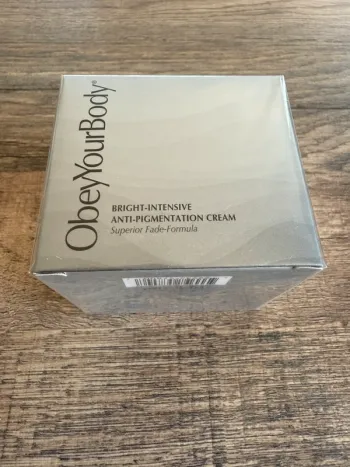 ObeyYourBody®
BRIGHT-INTENSIVE
ANTI-PIGMENTATION CREAM
Superior Fade-Formula